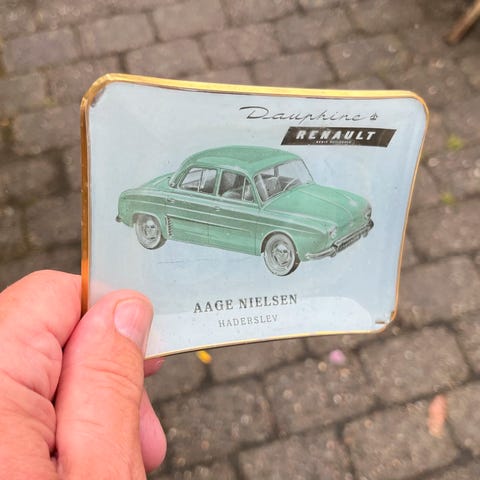 Dauphine
RENAULT
AAGE NIELSEN
HADERSLEV